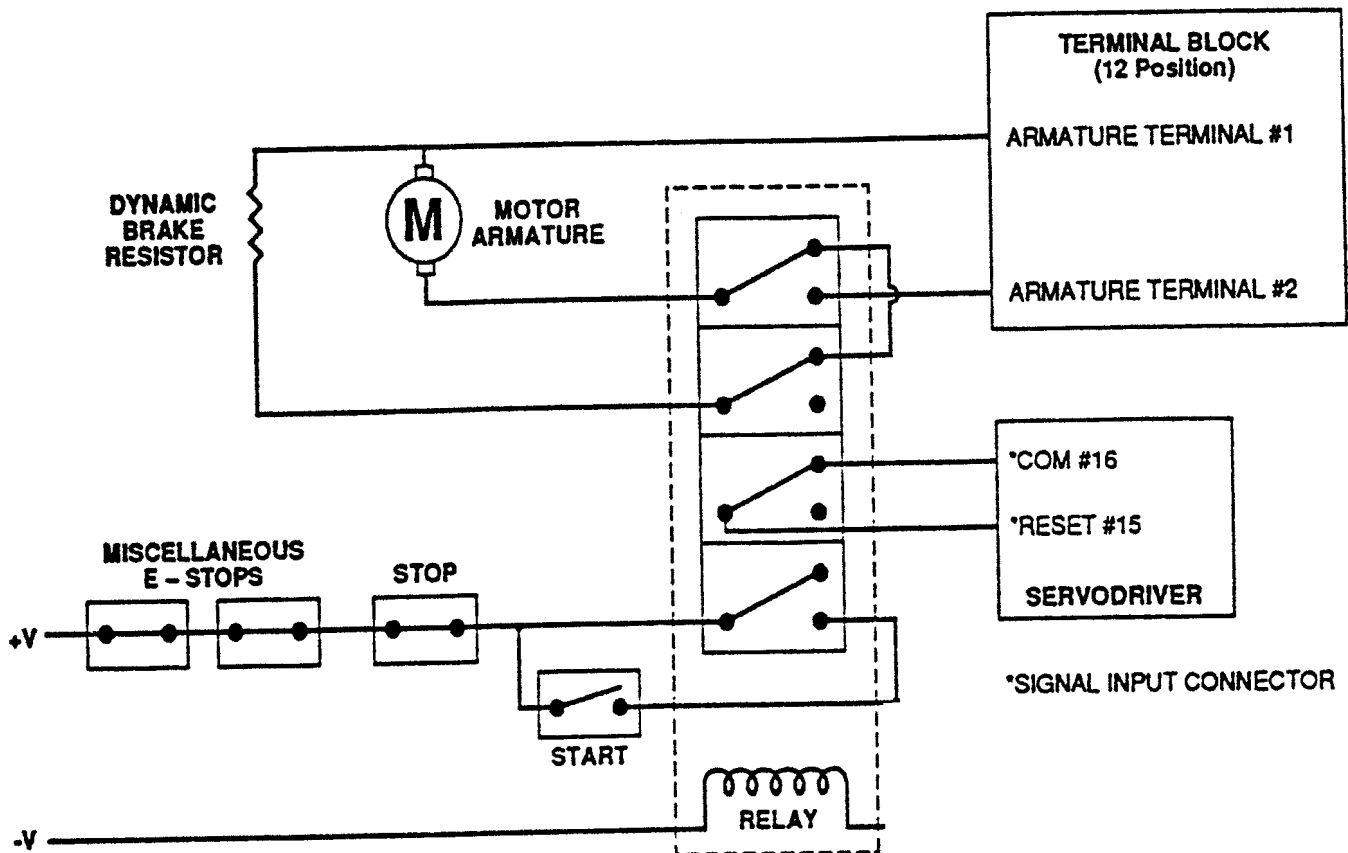 TERMINAL BLOCK
(12 Position)
ARMATURE TERMINAL #1
DYNAMIC
BRAKE
RESISTOR
M
MOTOR
ARMATURE
ARMATURE TERMINAL #2
*COM #16
*RESET #15
SERVODRIVER
MISCELLANEOUS
E – STOPS
STOP
+V
*SIGNAL INPUT CONNECTOR
START
RELAY
-V